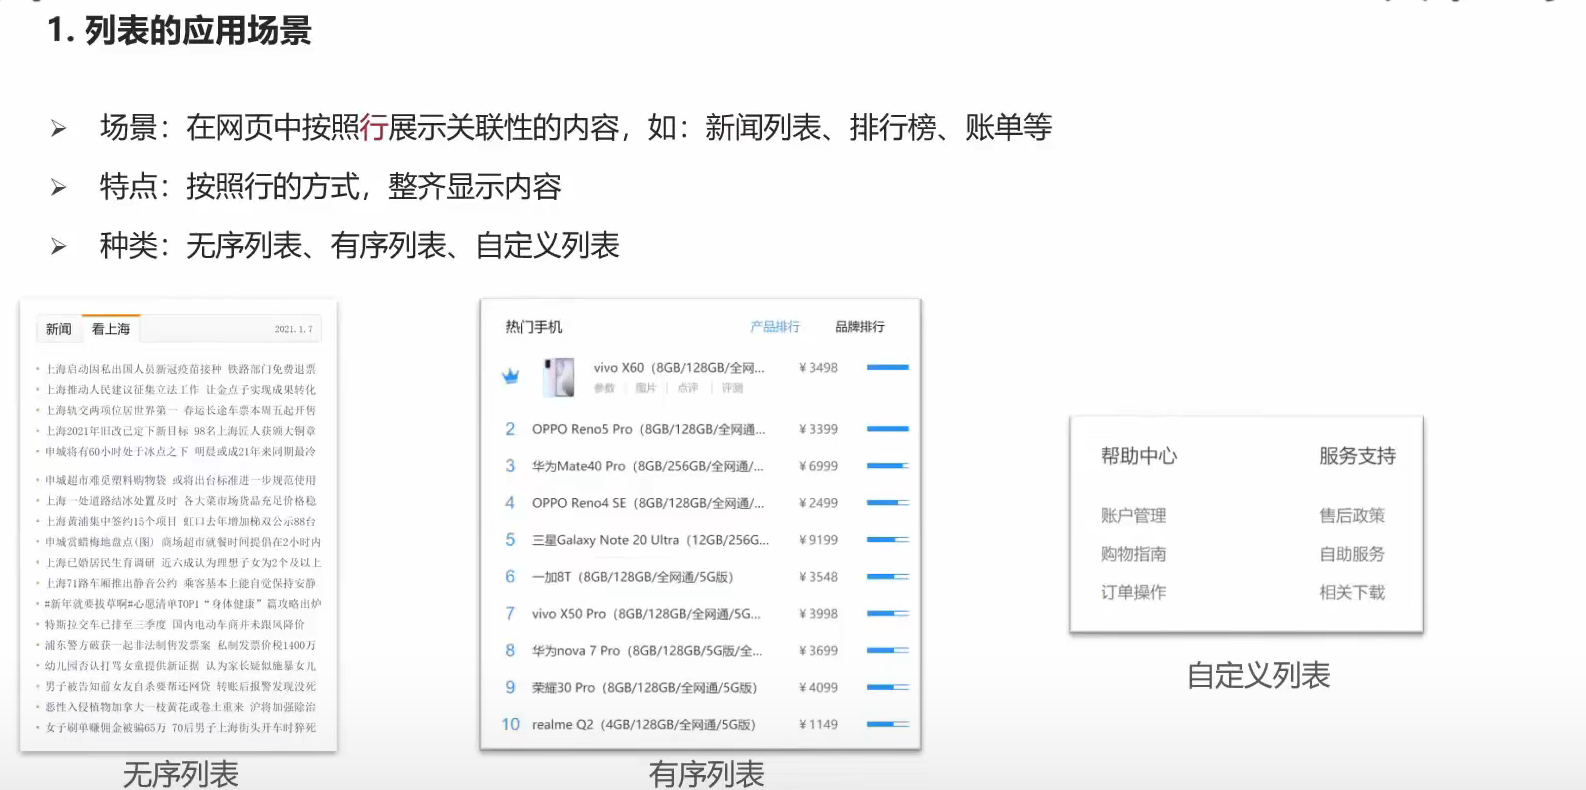 1. 列表的应用场景
场景：在网页中按照行展示关联性的内容，如：新闻列表、排行榜、账单等
特点：按照行的方式，整齐显示内容
种类：无序列表、有序列表、自定义列表
新闻 看上海 2021.1.7
上海启动因私出国人员新冠疫苗接种 铁路部门免费退票
上海推动人民建议征集立法工作 让金点子实现成果转化
上海轨交两项位居世界第一 春运长途车票本周五起开售
上海2021年旧改已定下新目标 98名上海匠人获颁大铜章
申城将有60小时处于冰点之下 明晨或成21年来同期最冷
申城超市难觅塑料购物袋 或将出台标准进一步规范使用
上海一处道路结冰处置及时 各大菜市场货品充足价格稳
上海黄浦集中签约15个项目 虹口去年增加梯双公示88台
申城赏蜡梅地盘点(图) 商场超市就餐时间提倡在2小时内
上海已婚居民生育调研 近六成认为理想子女为2个及以上
上海71路车厢推出静音公约 乘客基本上能自觉保持安静
#新年就要拔草啊#心愿清单TOP1“身体健康”篇攻略出炉
特斯拉交车已排至三季度 国内电动车商并未跟风降价
浦东警方破获一起非法制售发票案 私制发票价税1400万
幼儿园否认打骂女童提供新证据 认为家长疑似施暴女儿
男子被告知前女友自杀要帮还网贷 转账后报警发现没死
恶性入侵植物加拿大一枝黄花或卷土重来 沪将加强除治
女子刷单赚佣金被骗65万 70后男子上海街头开车时猝死
无序列表
热门手机 产品排行 品牌排行
vivo X60（8GB/128GB/全网... ¥3498
参数 图片 点评 评测
2 OPPO Reno5 Pro（8GB/128GB/全网通... ¥3399
3 华为Mate40 Pro（8GB/256GB/全网通/... ¥6999
4 OPPO Reno4 SE（8GB/128GB/全网通/... ¥2499
5 三星Galaxy Note 20 Ultra（12GB/256G... ¥9199
6 一加8T（8GB/128GB/全网通/5G版） ¥3548
7 vivo X50 Pro（8GB/128GB/全网通/5G... ¥3998
8 华为nova 7 Pro（8GB/128GB/5G版/全... ¥3699
9 荣耀30 Pro（8GB/128GB/全网通/5G版） ¥4099
10 realme Q2（4GB/128GB/全网通/5G版） ¥1149
有序列表
帮助中心 服务支持
账户管理 售后政策
购物指南 自助服务
订单操作 相关下载
自定义列表